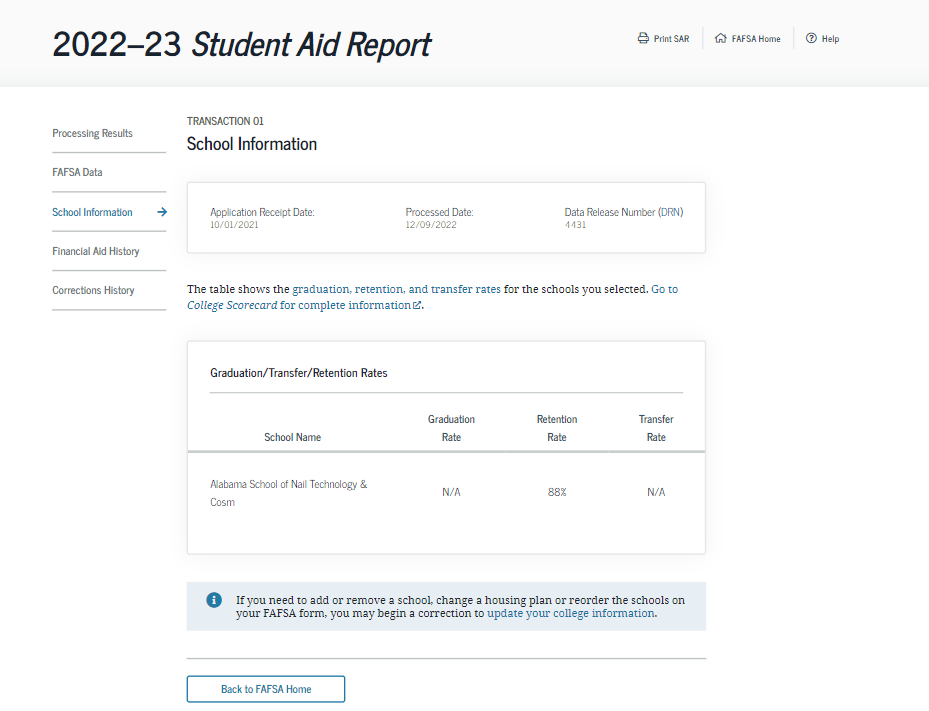 2022–23 Student Aid Report
Print SAR
FAFSA Home
Help
Processing Results
FAFSA Data
School Information
Financial Aid History
Corrections History
TRANSACTION 01
School Information
Application Receipt Date:
10/01/2021
Processed Date:
12/09/2022
Data Release Number (DRN)
4431
The table shows the graduation, retention, and transfer rates for the schools you selected. Go to
College Scorecard for complete information.
Graduation/Transfer/Retention Rates
School Name
Graduation
Rate
Retention
Rate
Transfer
Rate
Alabama School of Nail Technology &
Cosm
N/A
88%
N/A
If you need to add or remove a school, change a housing plan or reorder the schools on
your FAFSA form, you may begin a correction to update your college information.
Back to FAFSA Home